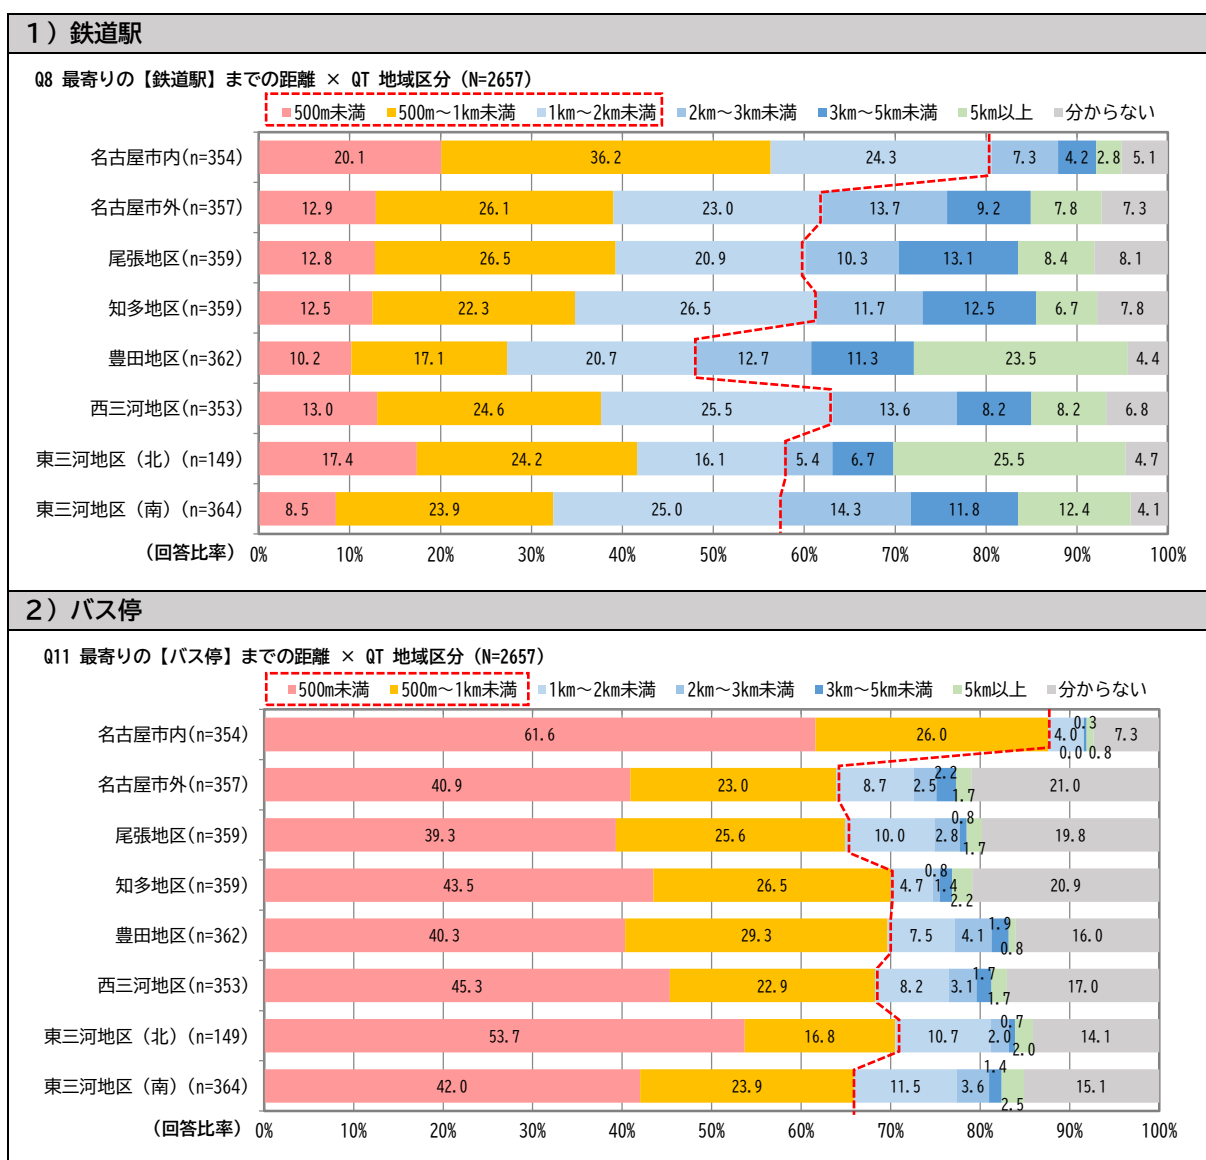 １）鉄道駅
Q8 最寄りの【鉄道駅】までの距離 × QT 地域区分（N=2657）
500m未満 500m～1km未満 1km～2km未満 2km～3km未満 3km～5km未満 5km以上 分からない
名古屋市内(n=354) 20.1 36.2 24.3 7.3 4.2 2.8 5.1
名古屋市外(n=357) 12.9 26.1 23.0 13.7 9.2 7.8 7.3
尾張地区(n=359) 12.8 26.5 20.9 10.3 13.1 8.4 8.1
知多地区(n=359) 12.5 22.3 26.5 11.7 12.5 6.7 7.8
豊田地区(n=362) 10.2 17.1 20.7 12.7 11.3 23.5 4.4
西三河地区(n=353) 13.0 24.6 25.5 13.6 8.2 8.2 6.8
東三河地区（北）(n=149) 17.4 24.2 16.1 5.4 6.7 25.5 4.7
東三河地区（南）(n=364) 8.5 23.9 25.0 14.3 11.8 12.4 4.1
（回答比率） 0% 10% 20% 30% 40% 50% 60% 70% 80% 90% 100%
２）バス停
Q11 最寄りの【バス停】までの距離 × QT 地域区分（N=2657）
500m未満 500m～1km未満 1km～2km未満 2km～3km未満 3km～5km未満 5km以上 分からない
名古屋市内(n=354) 61.6 26.0 4.0 0.0 0.3 0.8 7.3
名古屋市外(n=357) 40.9 23.0 8.7 2.5 2.2 1.7 21.0
尾張地区(n=359) 39.3 25.6 10.0 2.8 0.8 1.7 19.8
知多地区(n=359) 43.5 26.5 4.7 0.8 1.4 2.2 20.9
豊田地区(n=362) 40.3 29.3 7.5 4.1 1.9 0.8 16.0
西三河地区(n=353) 45.3 22.9 8.2 3.1 1.7 1.7 17.0
東三河地区（北）(n=149) 53.7 16.8 10.7 2.0 0.7 2.0 14.1
東三河地区（南）(n=364) 42.0 23.9 11.5 3.6 1.4 2.5 15.1
（回答比率） 0% 10% 20% 30% 40% 50% 60% 70% 80% 90% 100%